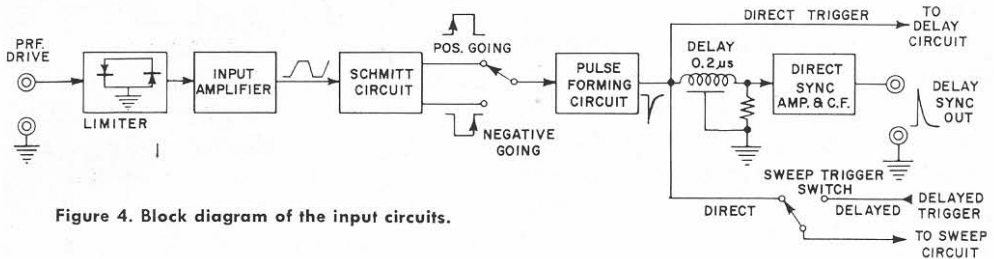 PRF.
DRIVE
LIMITER
INPUT
AMPLIFIER
SCHMITT
CIRCUIT
POS. GOING
NEGATIVE
GOING
PULSE
FORMING
CIRCUIT
DIRECT TRIGGER
TO
DELAY
CIRCUIT
DELAY
0.2μs
DIRECT
SYNC
AMP. & C.F.
DELAY
SYNC
OUT
SWEEP TRIGGER
SWITCH
DIRECT
DELAYED
DELAYED
TRIGGER
TO SWEEP
CIRCUIT
Figure 4. Block diagram of the input circuits.